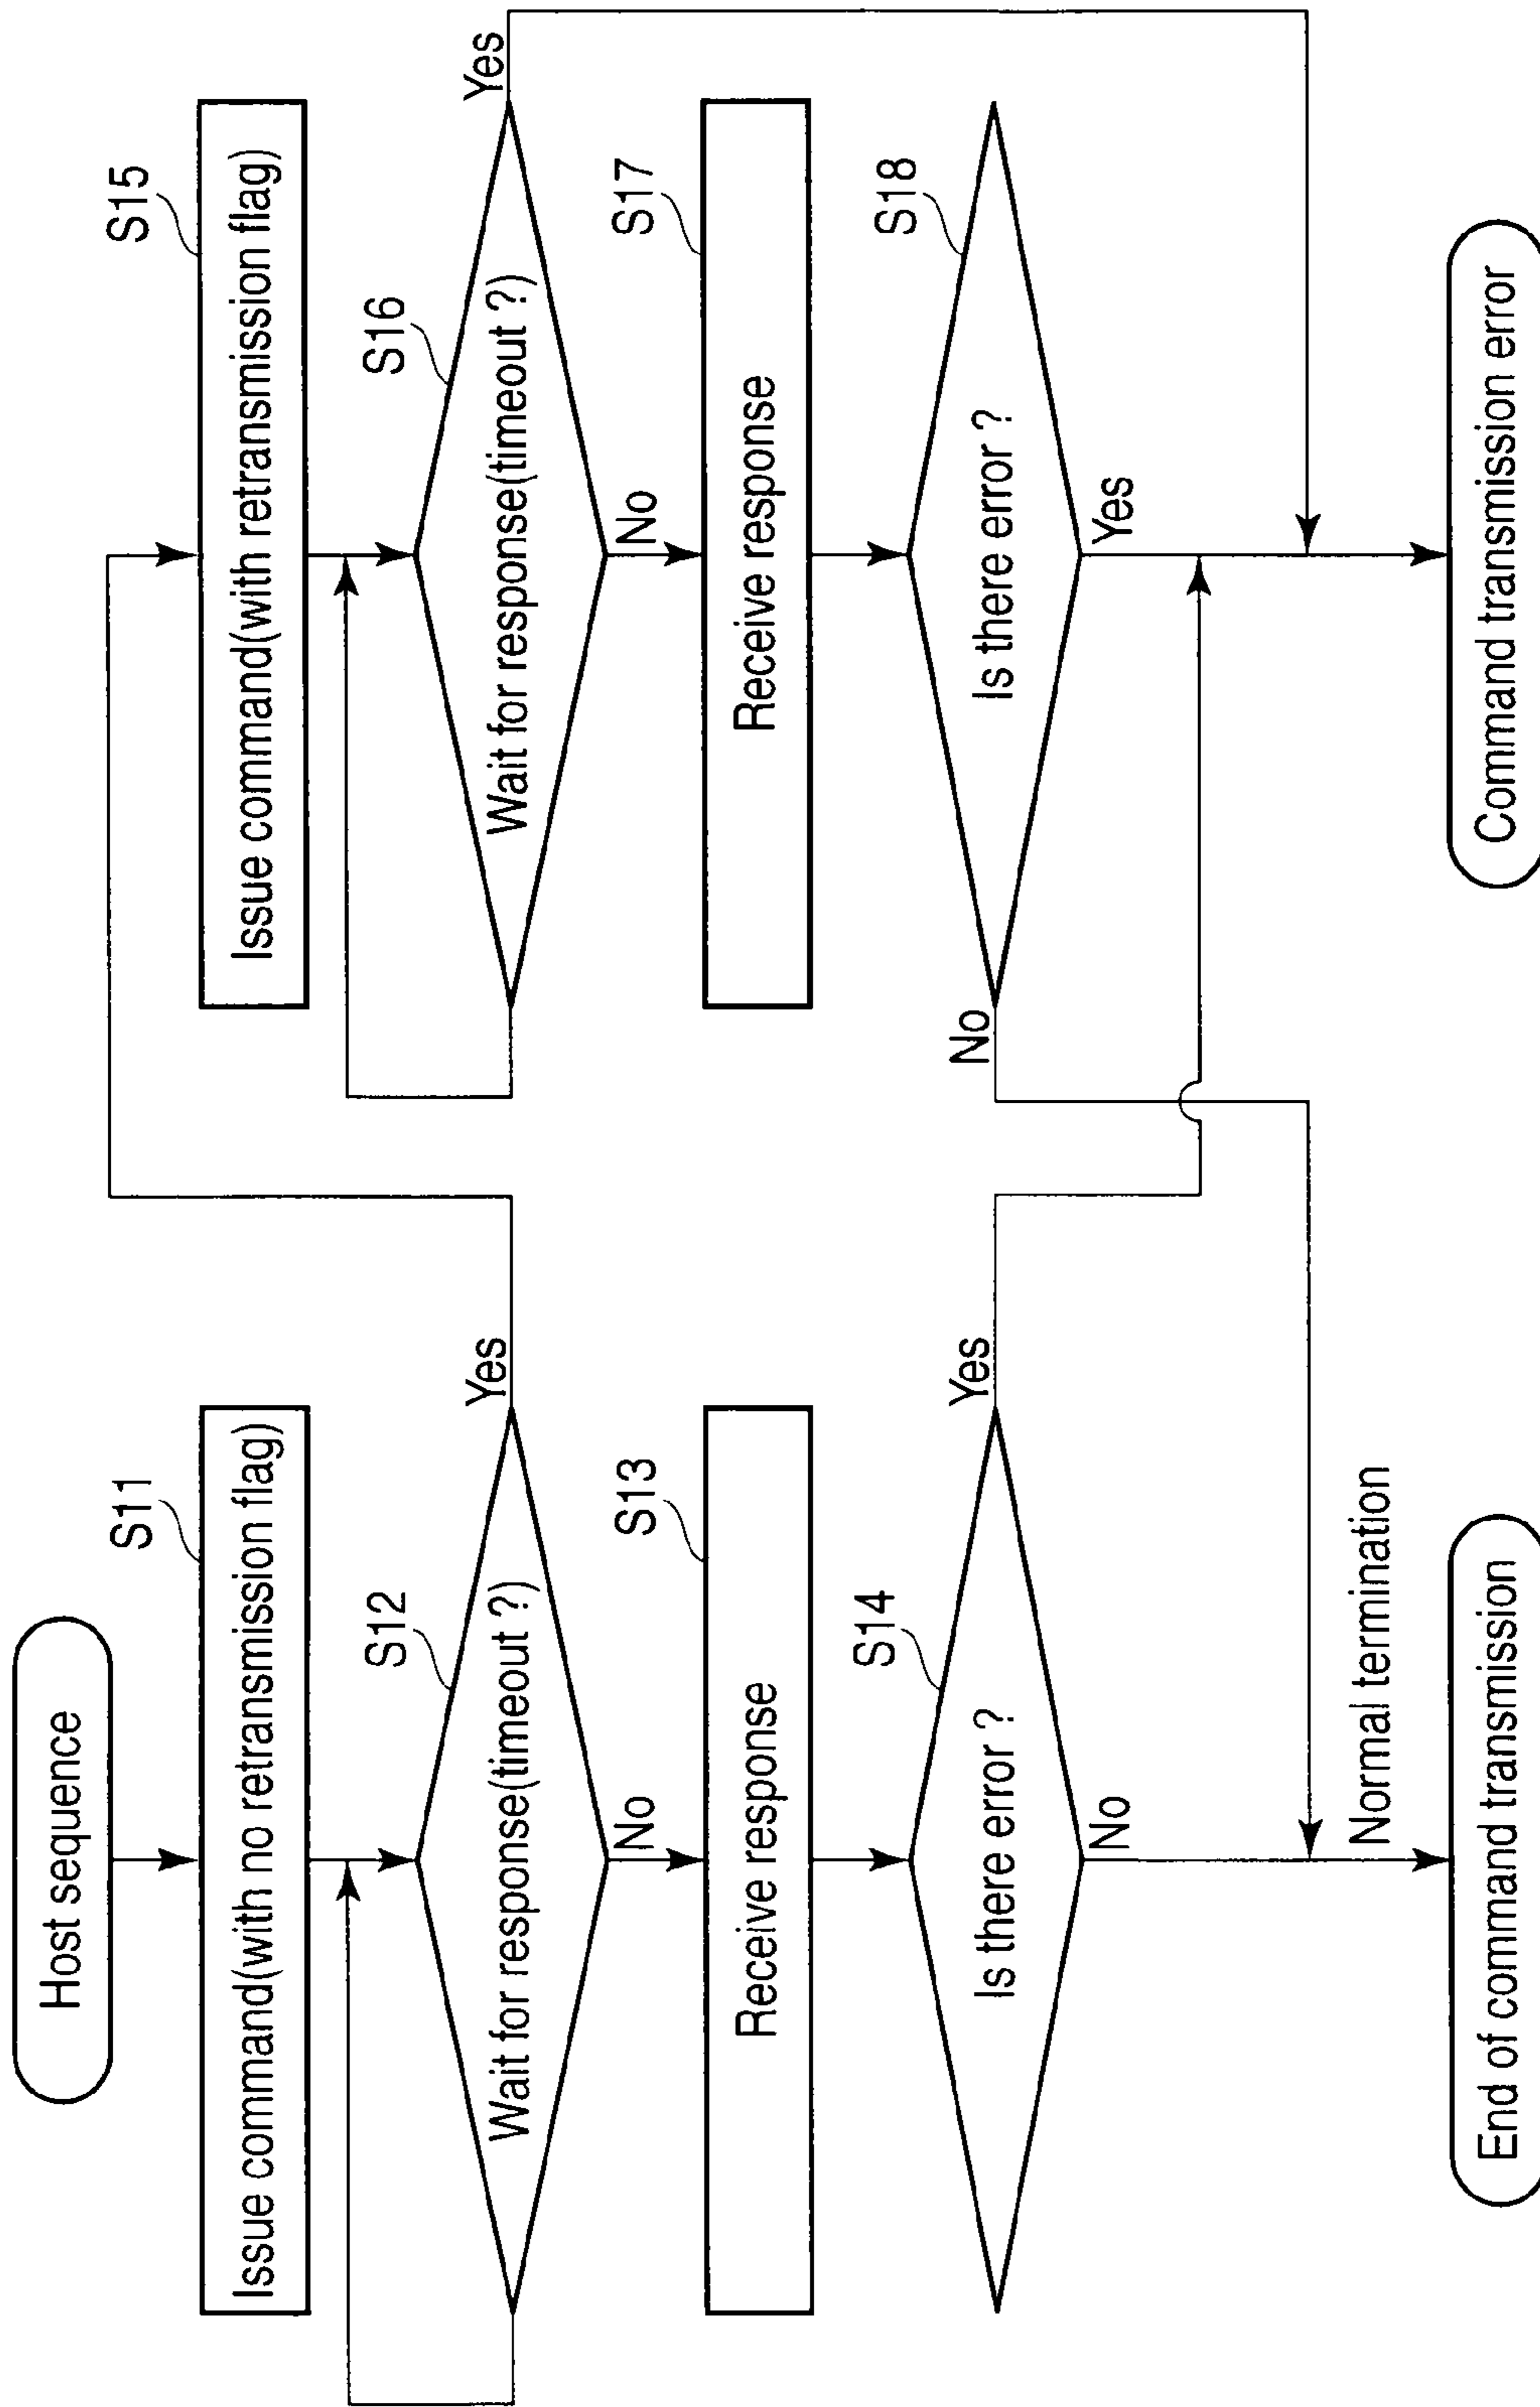 Host sequence
S11
Issue command(with no retransmission flag)
S12
Wait for response(timeout ?)
Yes
No
S13
Receive response
S14
Is there error ?
Yes
No
Normal termination
End of command transmission
S15
Issue command(with retransmission flag)
S16
Wait for response(timeout ?)
Yes
No
S17
Receive response
S18
Is there error ?
No
Yes
Command transmission error